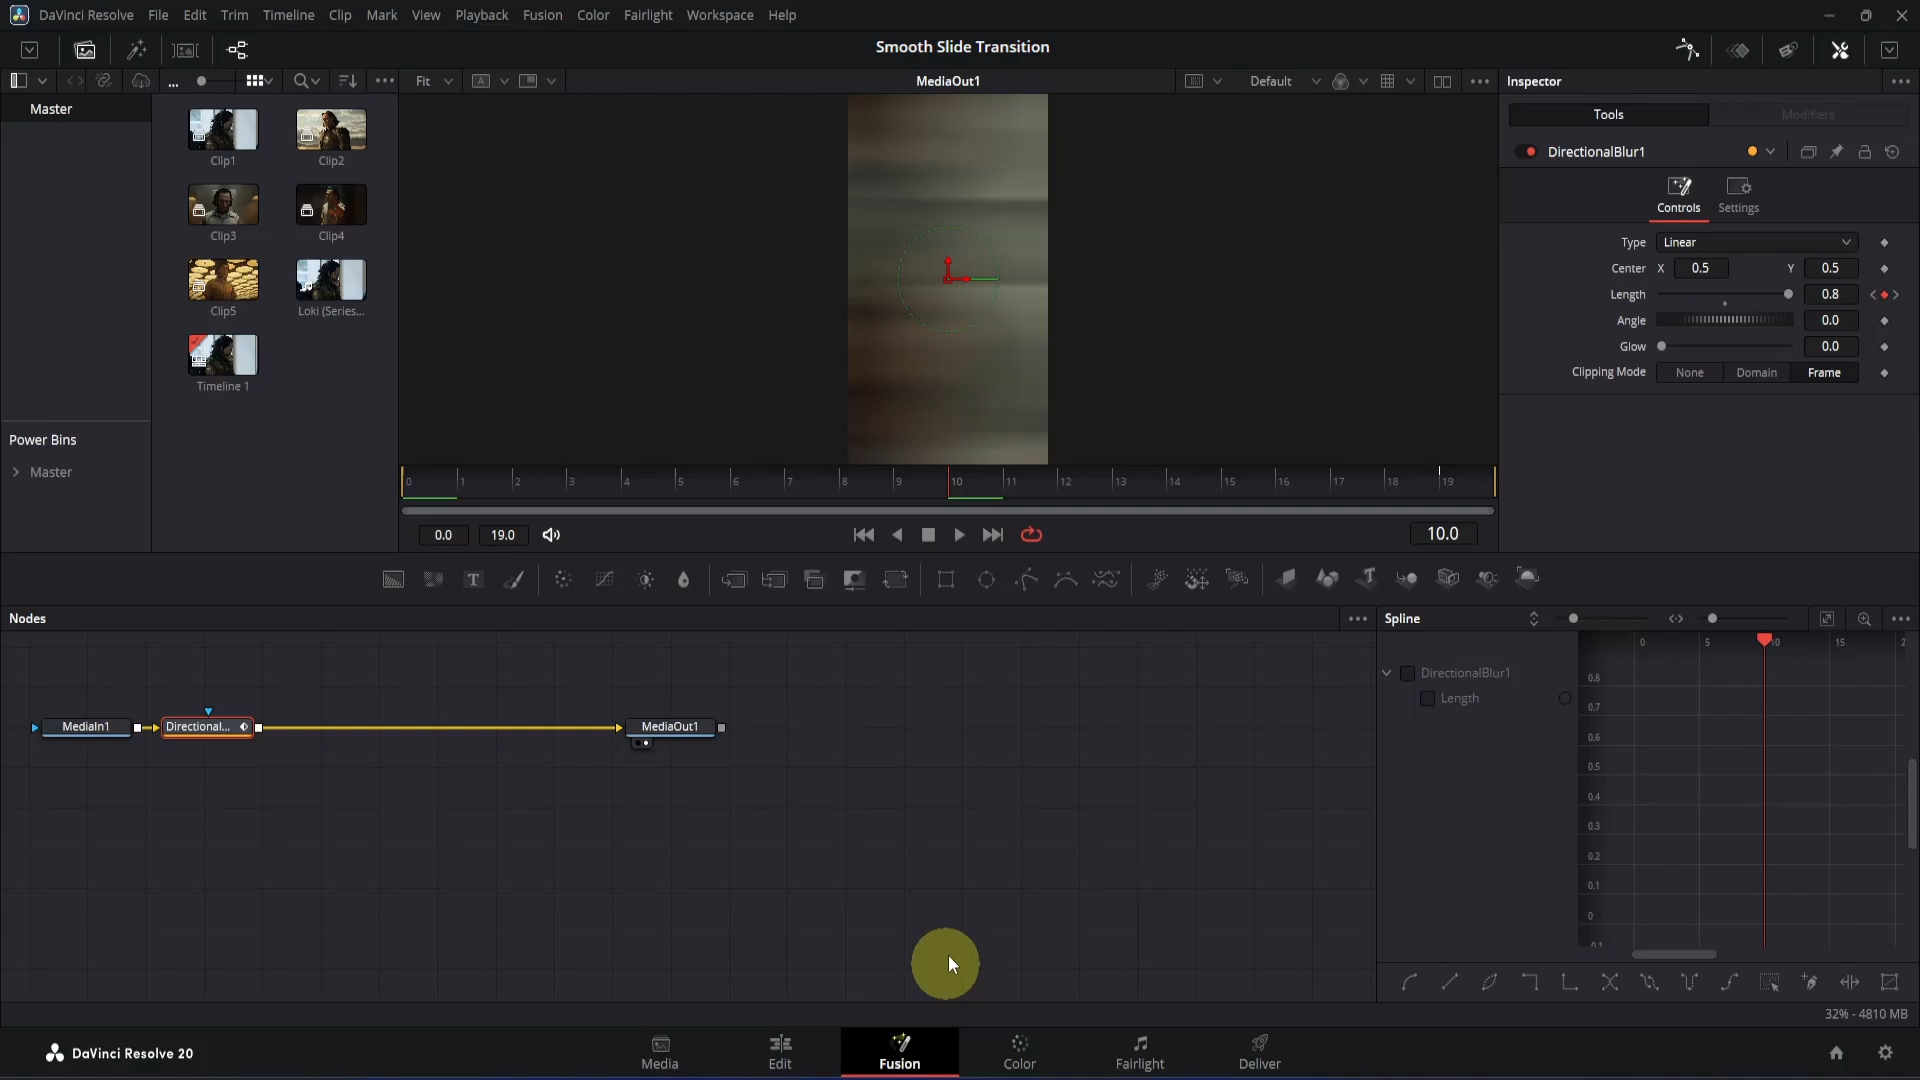 DaVinci Resolve File Edit Trim Timeline Clip Mark View Playback Fusion Color Fairlight Workspace Help
Smooth Slide Transition
... Fit A MediaOut1 Default Inspector
Master
Clip1
Clip2
Clip3
Clip4
Clip5
Loki (Series...
Timeline 1
Power Bins
Master
Tools Modifiers
DirectionalBlur1
Controls Settings
Type Linear
Center X 0.5 Y 0.5
Length 0.8
Angle 0.0
Glow 0.0
Clipping Mode None Domain Frame
0 1 2 3 4 5 6 7 8 9 10 11 12 13 14 15 16 17 18 19
0.0 19.0 10.0
T T
Nodes
Spline
MediaIn1 Directional... MediaOut1
0 5 10 15 2
DirectionalBlur1
Length
0.8
0.7
0.6
0.5
0.4
0.3
0.2
0.1
0
32% - 4810 MB
DaVinci Resolve 20
Media Edit Fusion Color Fairlight Deliver